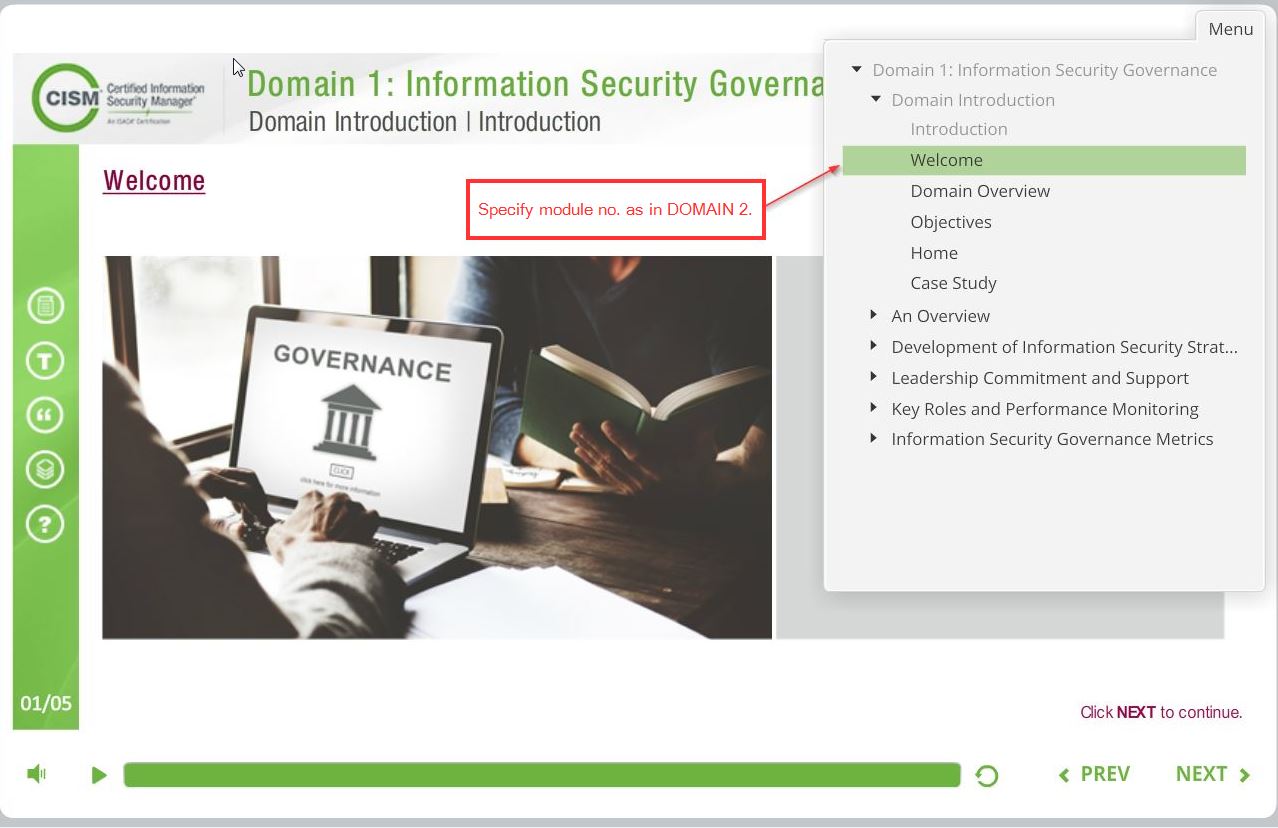 Menu
CISM
Certified Information
Security Manager®
An ISACA® Certification
Domain 1: Information Security Governa
Domain Introduction | Introduction
Domain 1: Information Security Governance
Domain Introduction
Introduction
Welcome
Domain Overview
Objectives
Home
Case Study
An Overview
Development of Information Security Strat...
Leadership Commitment and Support
Key Roles and Performance Monitoring
Information Security Governance Metrics
Welcome
Specify module no. as in DOMAIN 2.
GOVERNANCE
CLICK
click here for more information
T
“
?
01/05
Click NEXT to continue.
PREV
NEXT